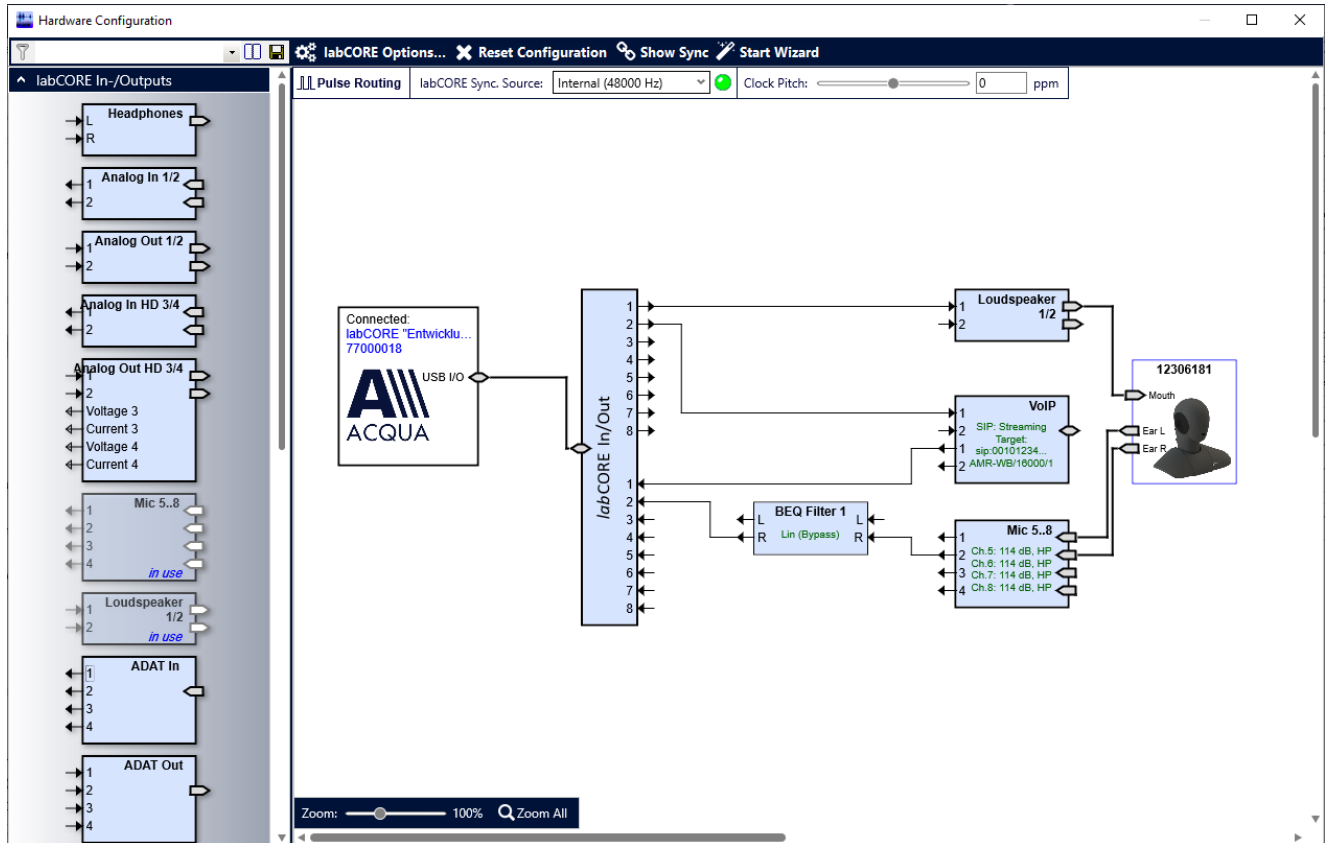 Hardware Configuration
labCORE Options... Reset Configuration Show Sync Start Wizard
labCORE In-/Outputs
Pulse Routing labCORE Sync. Source: Internal (48000 Hz) Clock Pitch: 0 ppm
Headphones
L
R
Analog In 1/2
1
2
Analog Out 1/2
1
2
Analog In HD 3/4
1
2
Analog Out HD 3/4
1
2
Voltage 3
Current 3
Voltage 4
Current 4
Mic 5..8
1
2
3
4
in use
Loudspeaker
1/2
1
2
in use
ADAT In
1
2
3
4
ADAT Out
1
2
3
4
Connected:
labCORE "Entwicklu...
77000018
USB I/O
ACQUA
labCORE In/Out
1
2
3
4
5
6
7
8
1
2
3
4
5
6
7
8
Loudspeaker
1/2
1
2
VoIP
1
2
1
2
SIP: Streaming
Target:
sip:00101234...
AMR-WB/16000/1
BEQ Filter 1
L L
Lin (Bypass)
R R
Mic 5..8
1
2 Ch.5: 114 dB, HP
Ch.6: 114 dB, HP
3 Ch.7: 114 dB, HP
4 Ch.8: 114 dB, HP
12306181
Mouth
Ear L
Ear R
Zoom: 100% Zoom All